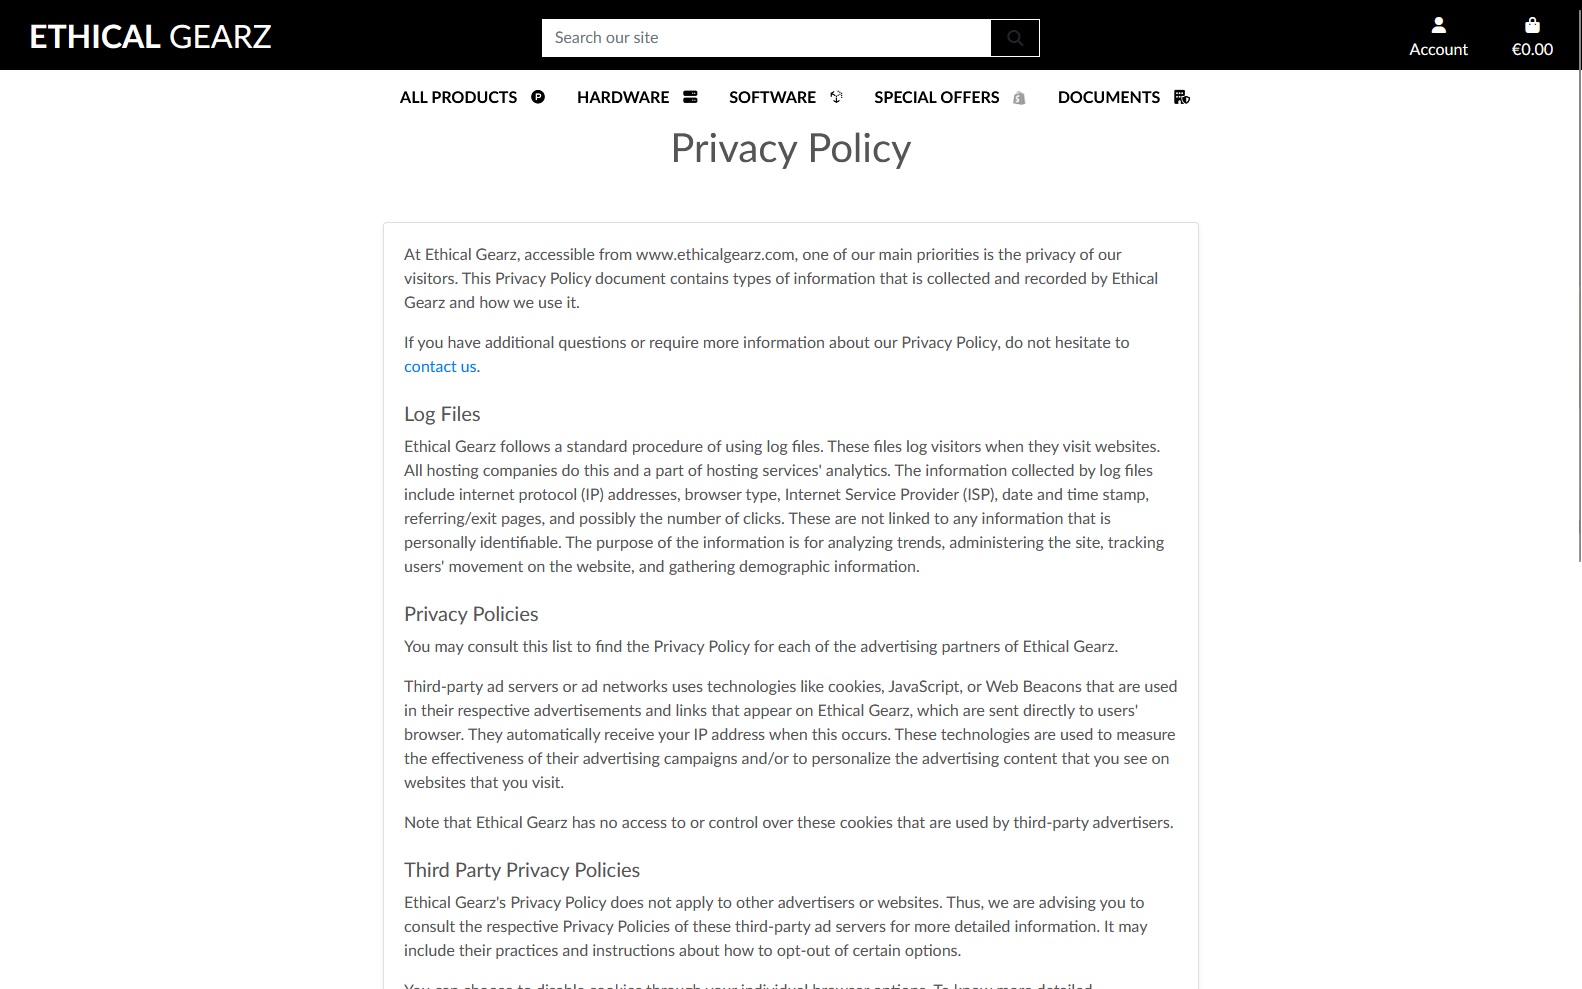 ETHICAL GEARZ
Search our site
Account
€0.00
ALL PRODUCTS
HARDWARE
SOFTWARE
SPECIAL OFFERS
DOCUMENTS
Privacy Policy
At Ethical Gearz, accessible from www.ethicalgearz.com, one of our main priorities is the privacy of our
visitors. This Privacy Policy document contains types of information that is collected and recorded by Ethical
Gearz and how we use it.
If you have additional questions or require more information about our Privacy Policy, do not hesitate to
contact us.
Log Files
Ethical Gearz follows a standard procedure of using log files. These files log visitors when they visit websites.
All hosting companies do this and a part of hosting services' analytics. The information collected by log files
include internet protocol (IP) addresses, browser type, Internet Service Provider (ISP), date and time stamp,
referring/exit pages, and possibly the number of clicks. These are not linked to any information that is
personally identifiable. The purpose of the information is for analyzing trends, administering the site, tracking
users' movement on the website, and gathering demographic information.
Privacy Policies
You may consult this list to find the Privacy Policy for each of the advertising partners of Ethical Gearz.
Third-party ad servers or ad networks uses technologies like cookies, JavaScript, or Web Beacons that are used
in their respective advertisements and links that appear on Ethical Gearz, which are sent directly to users'
browser. They automatically receive your IP address when this occurs. These technologies are used to measure
the effectiveness of their advertising campaigns and/or to personalize the advertising content that you see on
websites that you visit.
Note that Ethical Gearz has no access to or control over these cookies that are used by third-party advertisers.
Third Party Privacy Policies
Ethical Gearz's Privacy Policy does not apply to other advertisers or websites. Thus, we are advising you to
consult the respective Privacy Policies of these third-party ad servers for more detailed information. It may
include their practices and instructions about how to opt-out of certain options.
You can choose to disable cookies through your individual browser options. To know more detailed